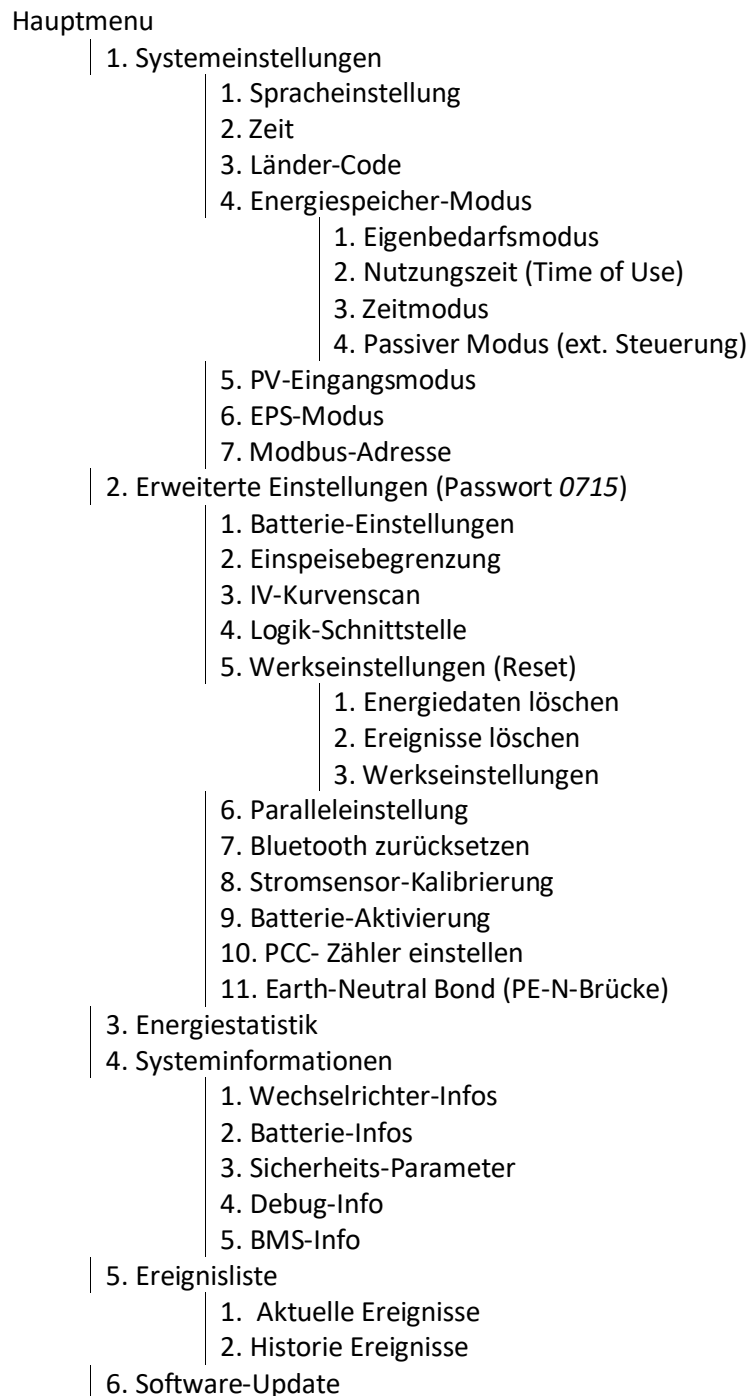 Hauptmenu
1. Systemeinstellungen
1. Spracheinstellung
2. Zeit
3. Länder-Code
4. Energiespeicher-Modus
1. Eigenbedarfsmodus
2. Nutzungszeit (Time of Use)
3. Zeitmodus
4. Passiver Modus (ext. Steuerung)
5. PV-Eingangsmodus
6. EPS-Modus
7. Modbus-Adresse
2. Erweiterte Einstellungen (Passwort 0715)
1. Batterie-Einstellungen
2. Einspeisebegrenzung
3. IV-Kurvenscan
4. Logik-Schnittstelle
5. Werkseinstellungen (Reset)
1. Energiedaten löschen
2. Ereignisse löschen
3. Werkseinstellungen
6. Paralleleinstellung
7. Bluetooth zurücksetzen
8. Stromsensor-Kalibrierung
9. Batterie-Aktivierung
10. PCC- Zähler einstellen
11. Earth-Neutral Bond (PE-N-Brücke)
3. Energiestatistik
4. Systeminformationen
1. Wechselrichter-Infos
2. Batterie-Infos
3. Sicherheits-Parameter
4. Debug-Info
5. BMS-Info
5. Ereignisliste
1. Aktuelle Ereignisse
2. Historie Ereignisse
6. Software-Update